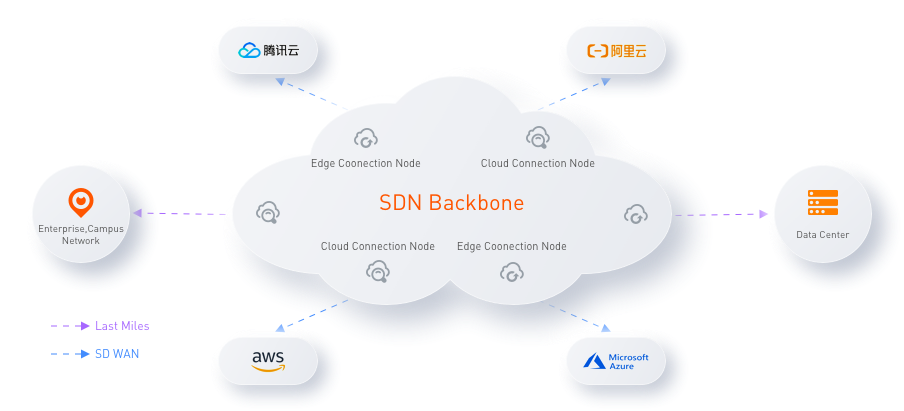 腾讯云
阿里云
Edge Coonection Node
Cloud Connection Node
SDN Backbone
Enterprise,Campus
Network
Data Center
Cloud Connection Node
Edge Coonection Node
Last Miles
SD WAN
aws
Microsoft
Azure